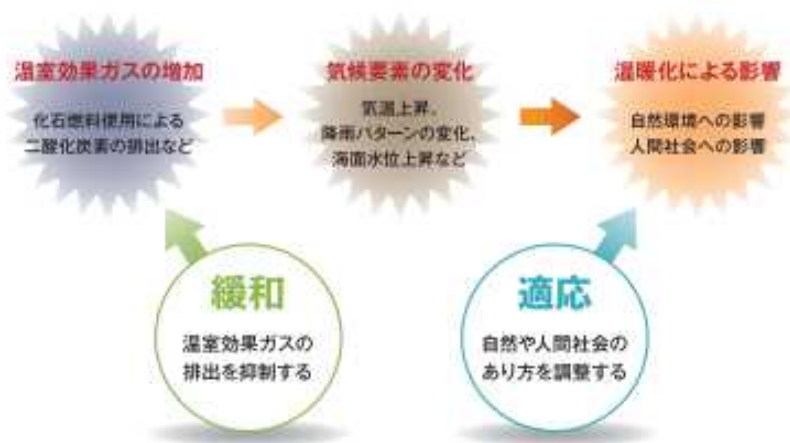 温室効果ガスの増加
化石燃料使用による
二酸化炭素の排出など
気候要素の変化
気温上昇、
降雨パターンの変化、
海面水位上昇など
温暖化による影響
自然環境への影響
人間社会への影響
緩和
温室効果ガスの
排出を抑制する
適応
自然や人間社会の
あり方を調整する